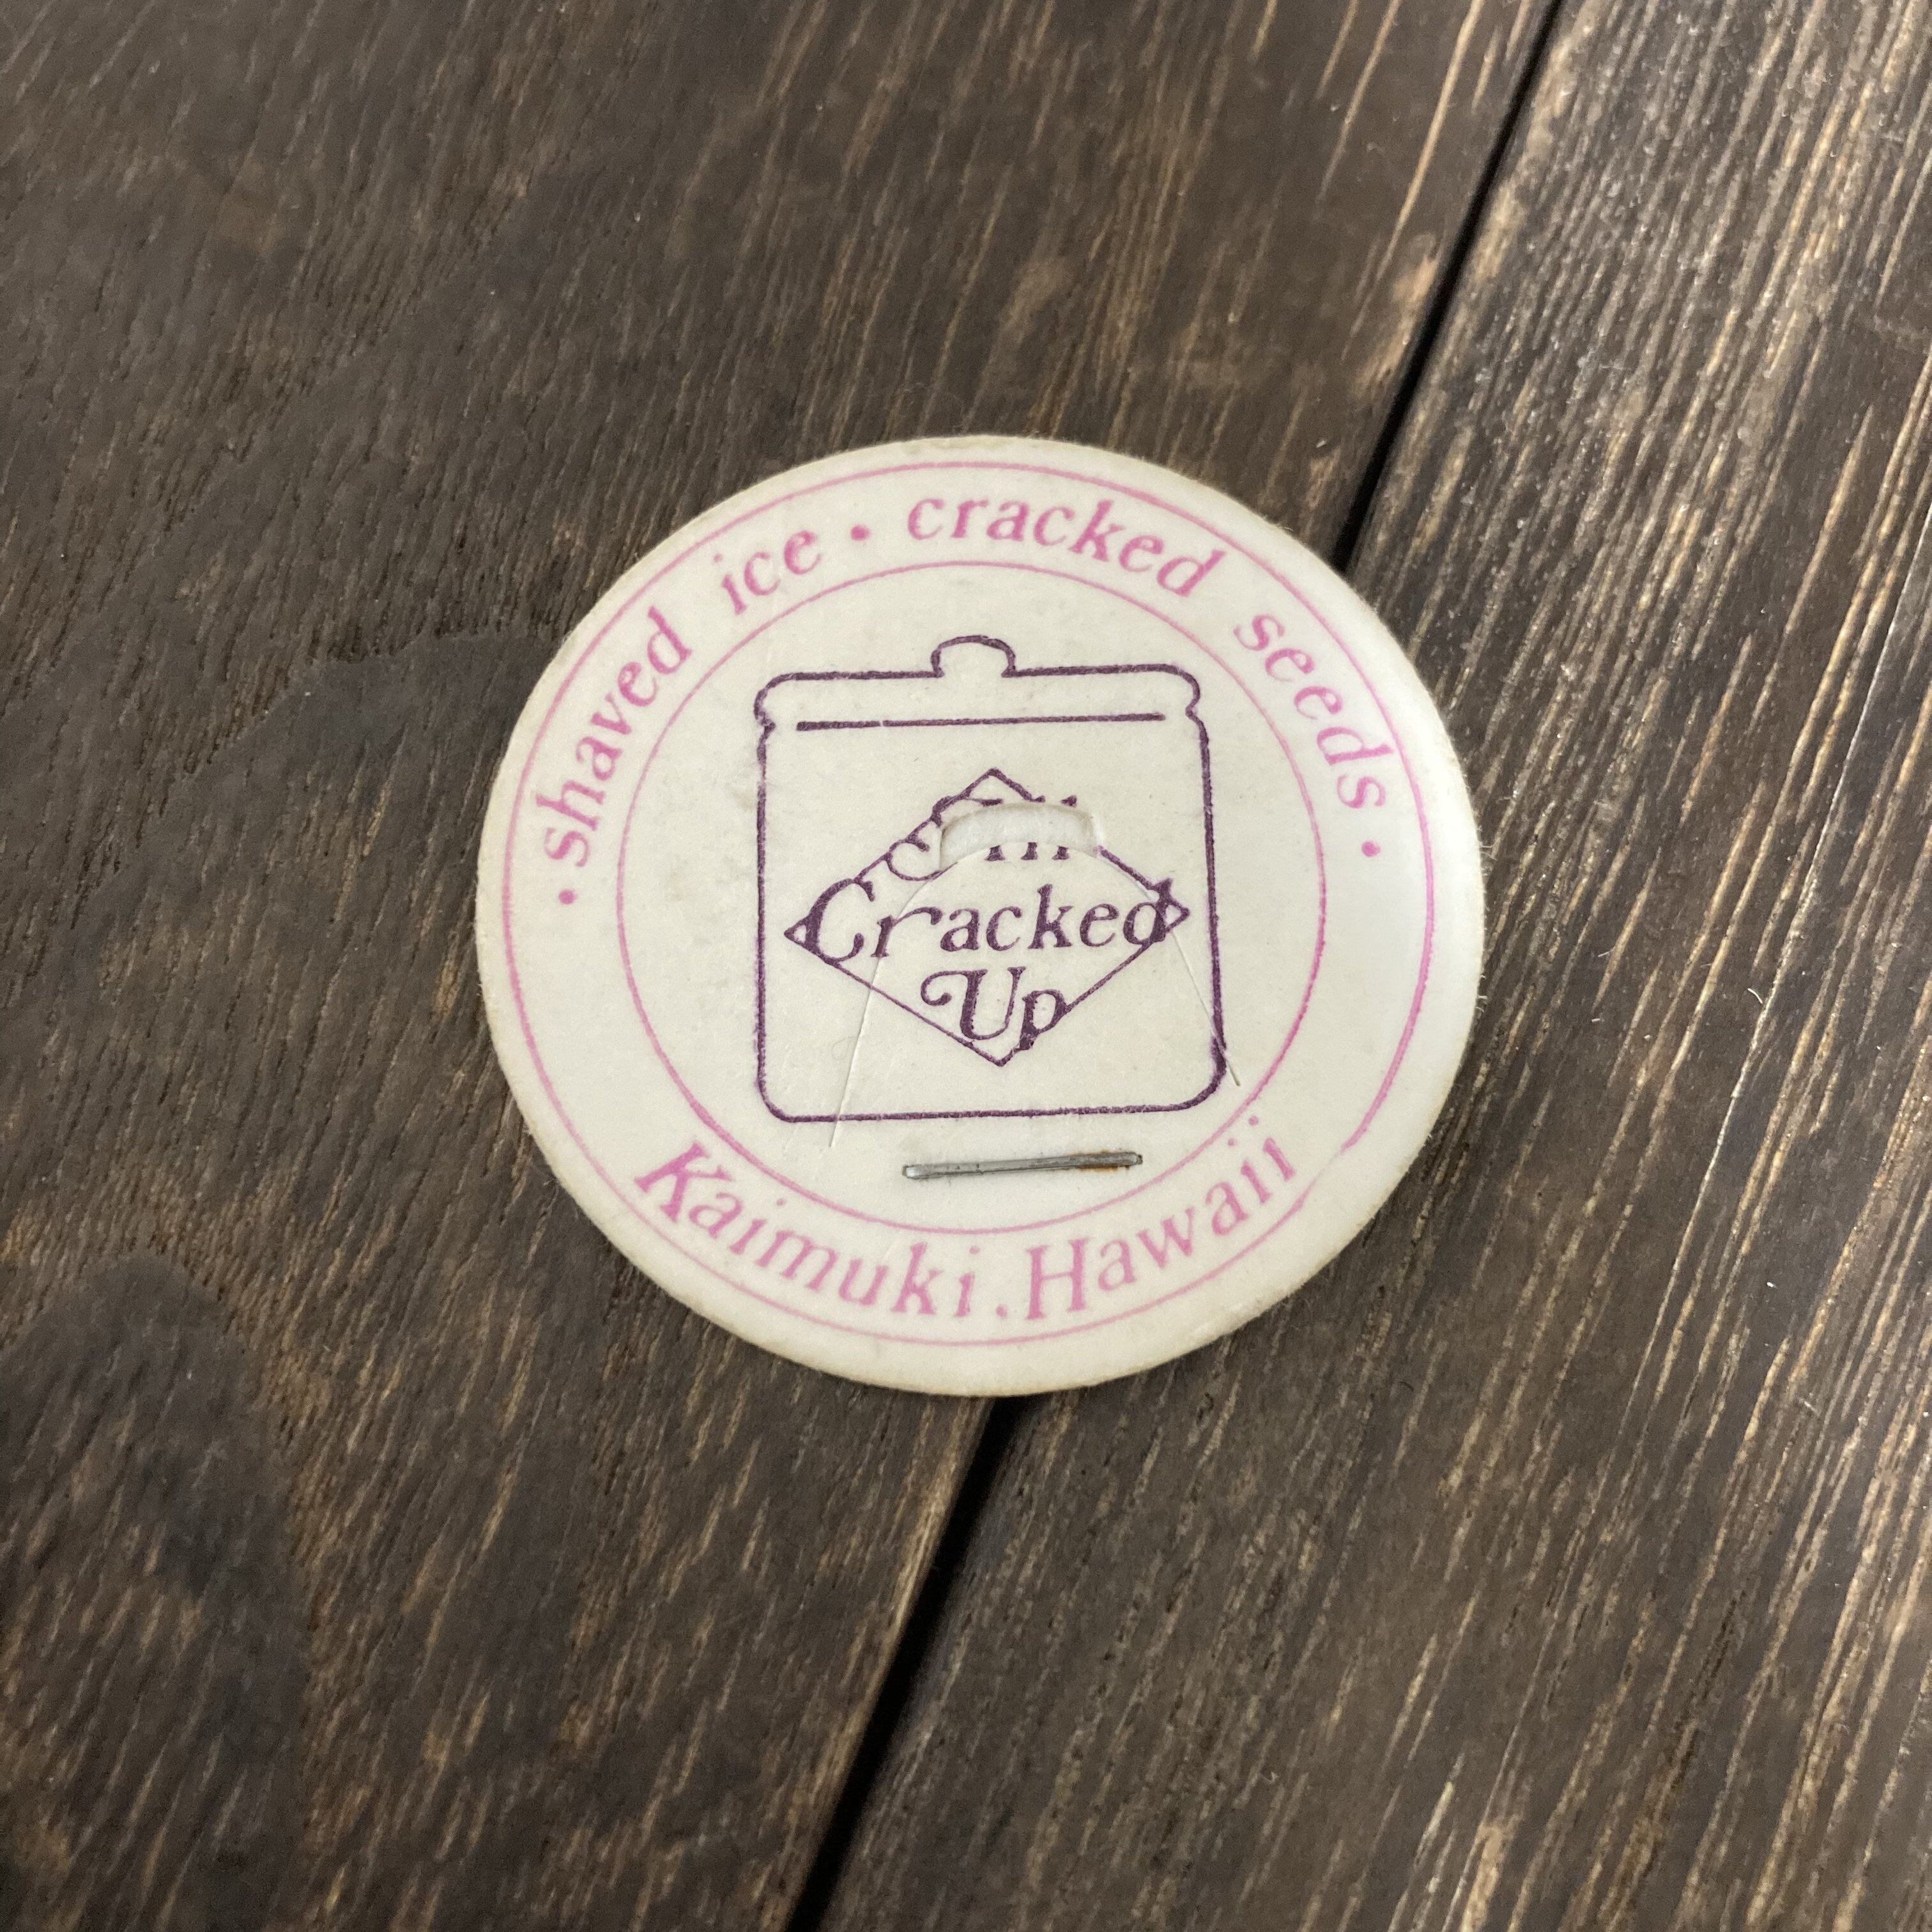 • shaved ice • cracked seeds •
Cracked
Up
Kaimuki, Hawaii